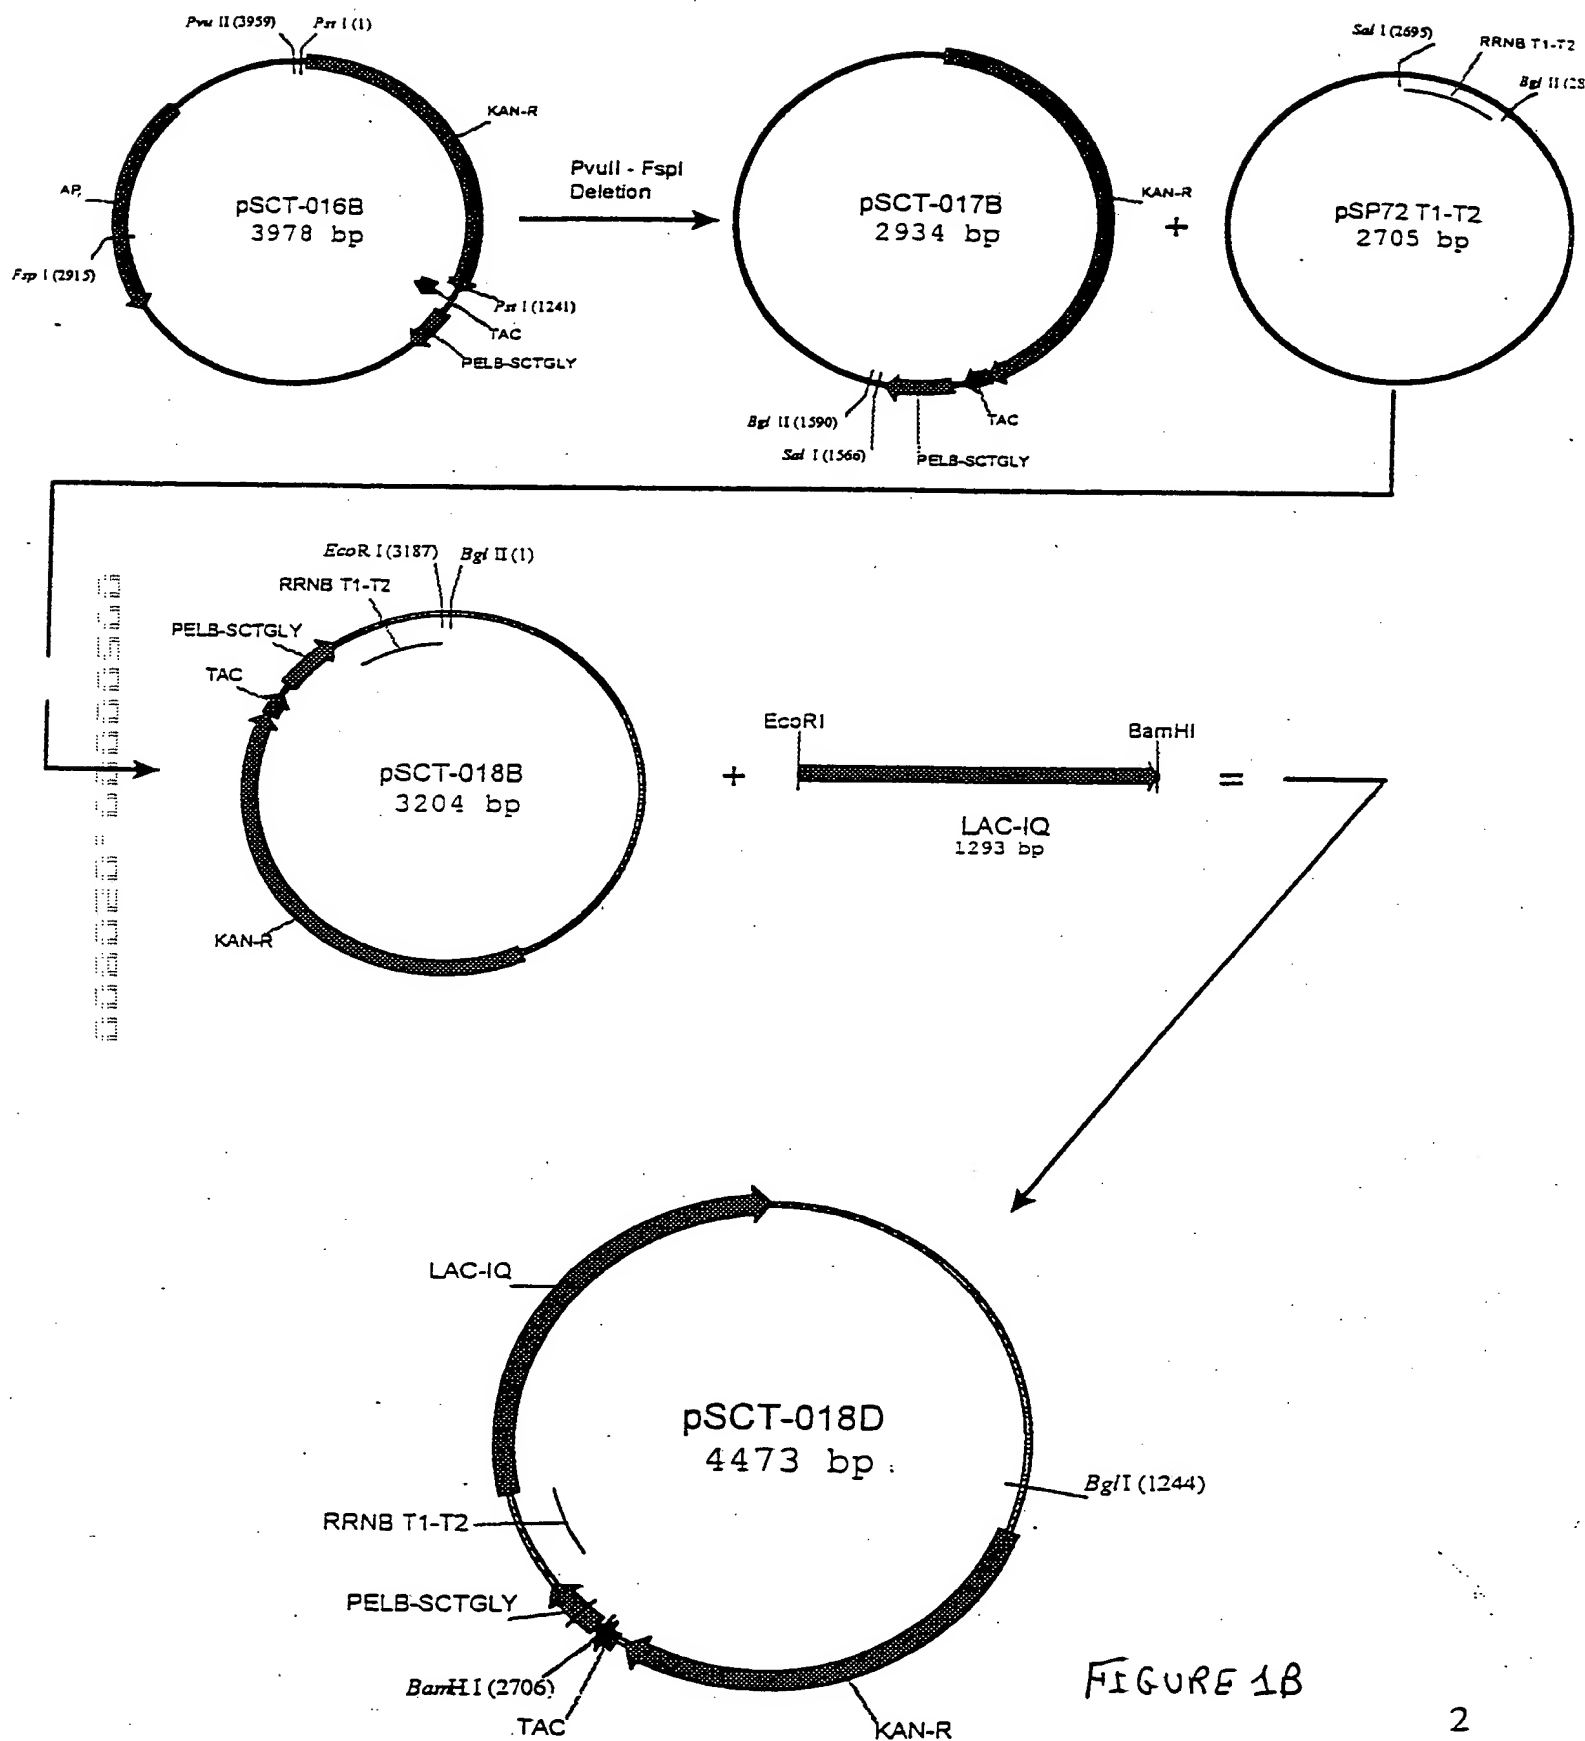 Pvu II (3959) Pst I (1)
KAN-R
AP
pSCT-016B
3978 bp
Fsp I (2915)
Pst I (1241)
TAC
PELB-SCTGLY
PvuII - FspI
Deletion
pSCT-017B
2934 bp
KAN-R
Bgl II (1590)
Sal I (1566)
TAC
PELB-SCTGLY
+
Sal I (2695)
RRNB T1-T2
Bgl II (28
pSP72 T1-T2
2705 bp
EcoR I (3187) Bgl II (1)
RRNB T1-T2
PELB-SCTGLY
TAC
pSCT-018B
3204 bp
KAN-R
+
EcoRI
BamHI
LAC-IQ
1293 bp
=
LAC-IQ
pSCT-018D
4473 bp
BglI (1244)
RRNB T1-T2
PELB-SCTGLY
BamH I (2706)
TAC
KAN-R
FIGURE 1B
2